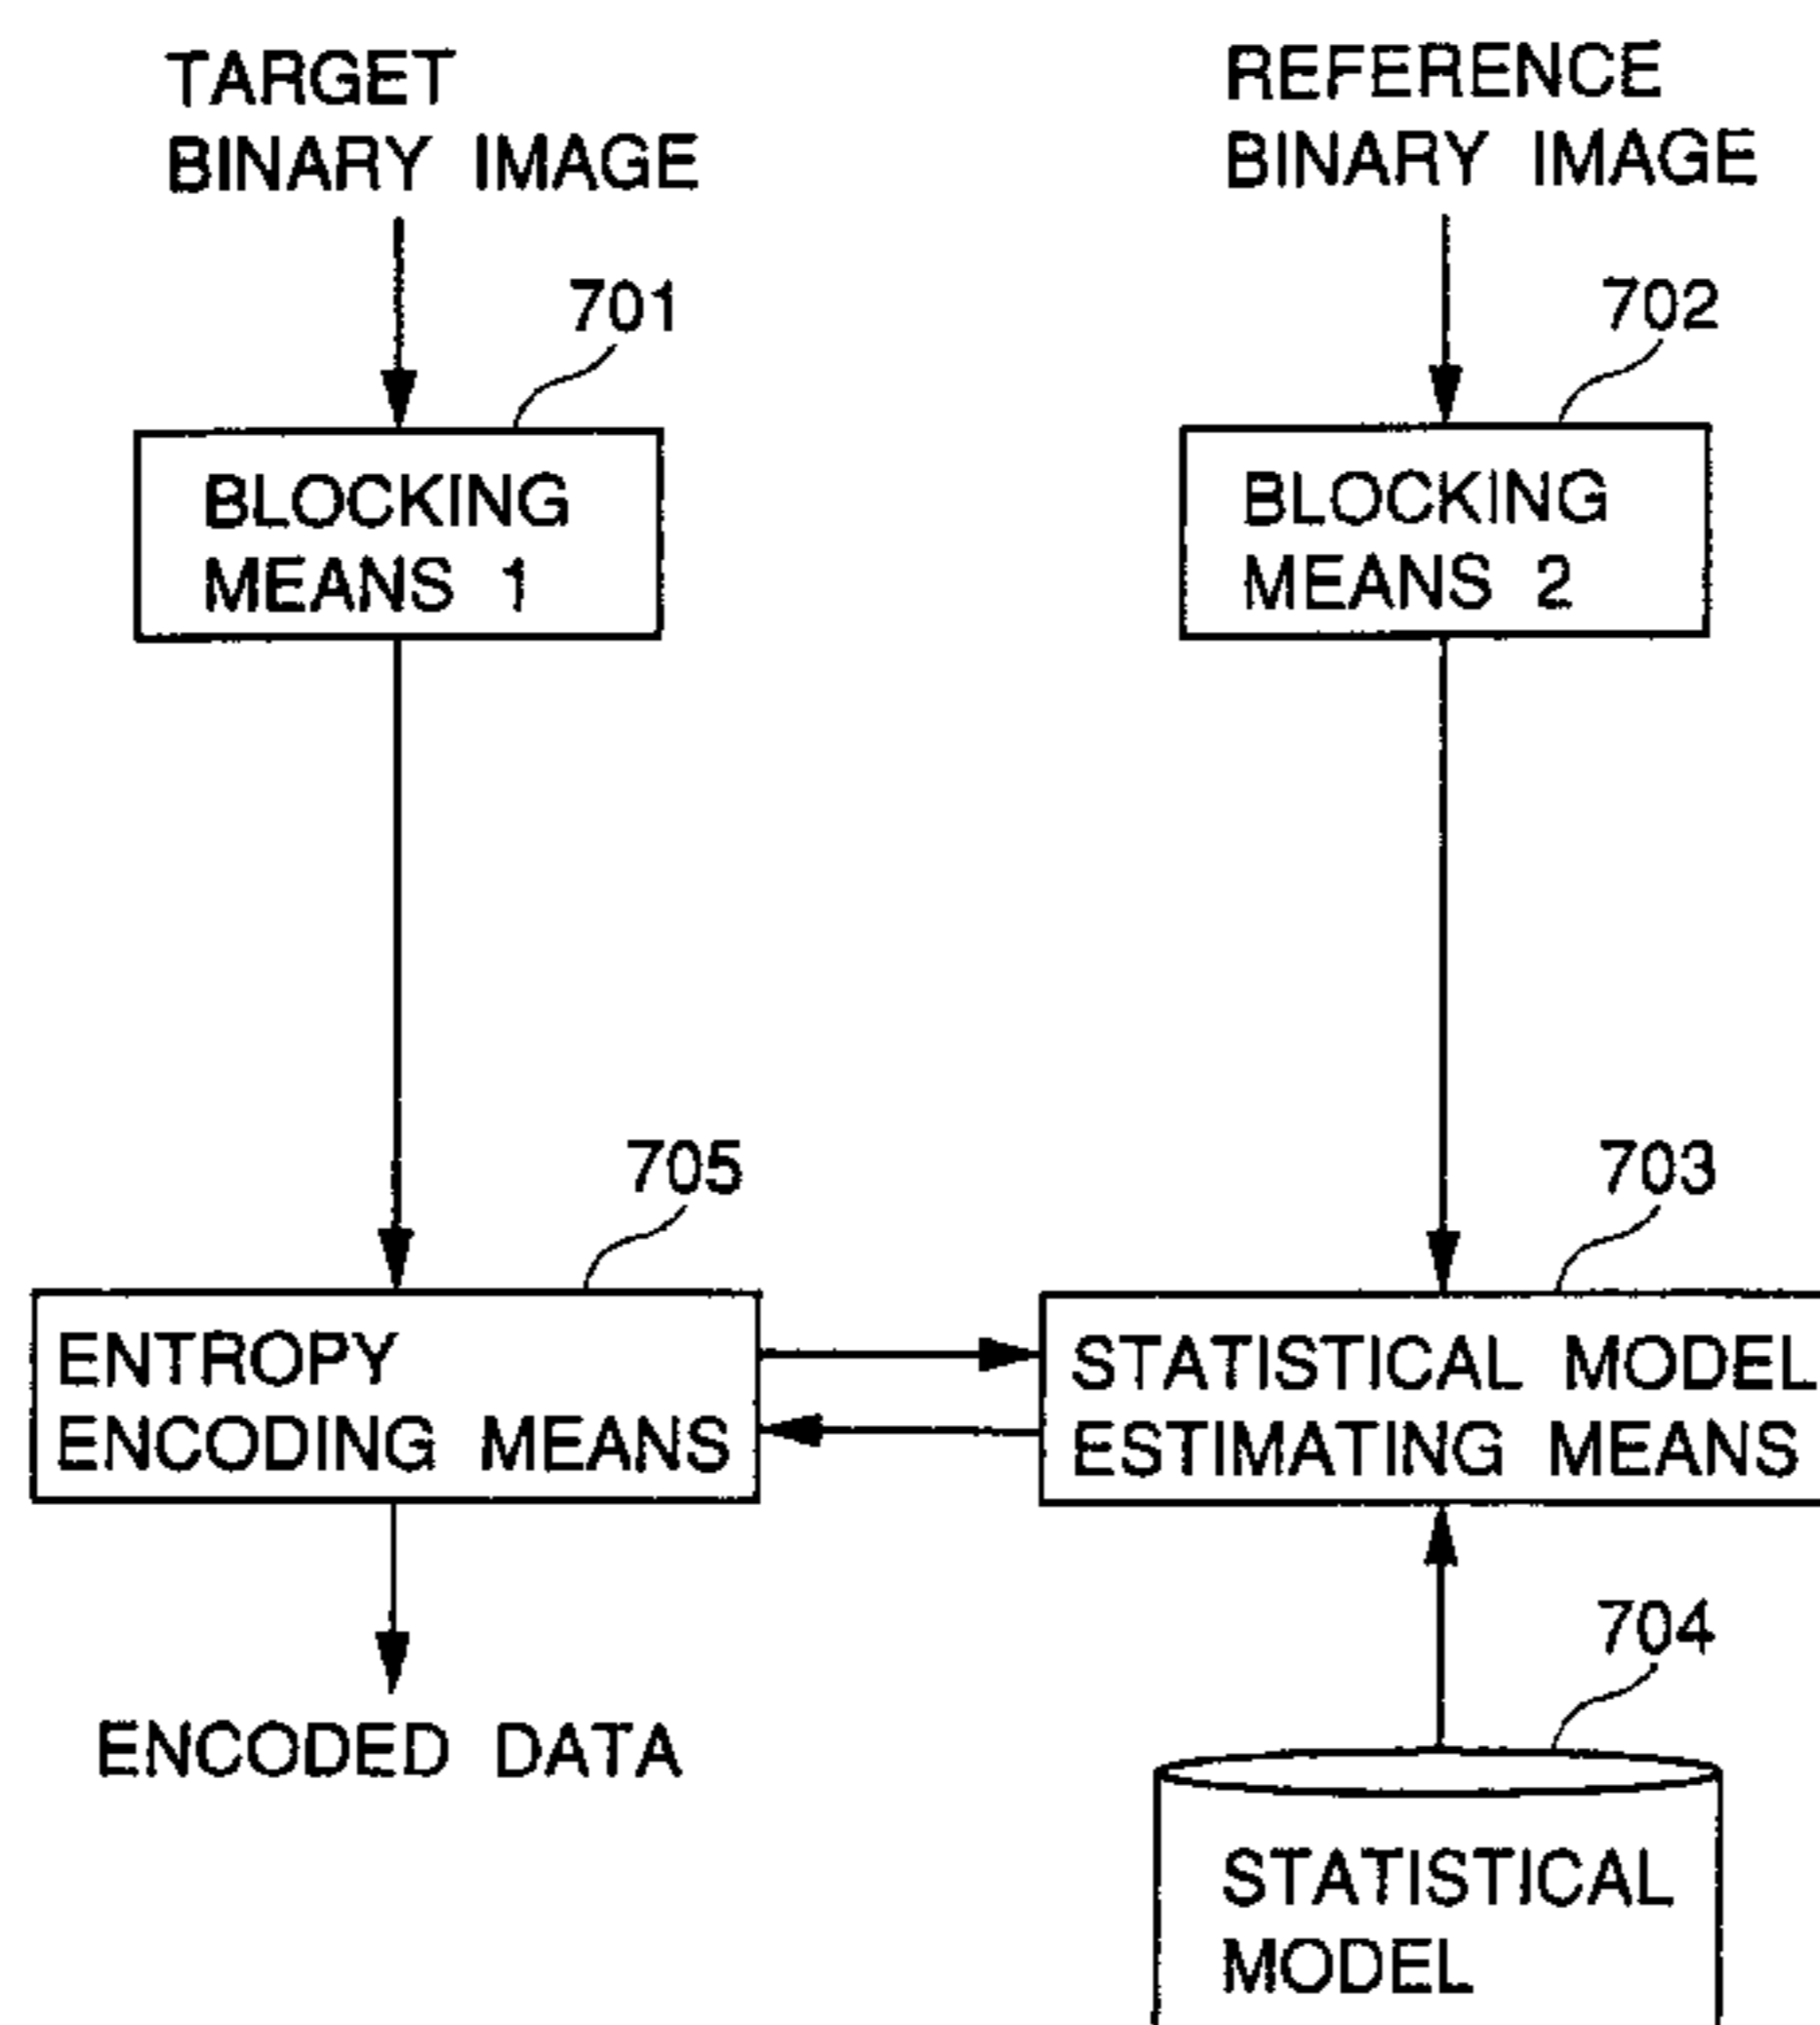 TARGET
BINARY IMAGE
REFERENCE
BINARY IMAGE
701
702
BLOCKING
MEANS 1
BLOCKING
MEANS 2
705
703
ENTROPY
ENCODING MEANS
STATISTICAL MODEL
ESTIMATING MEANS
704
ENCODED DATA
STATISTICAL
MODEL